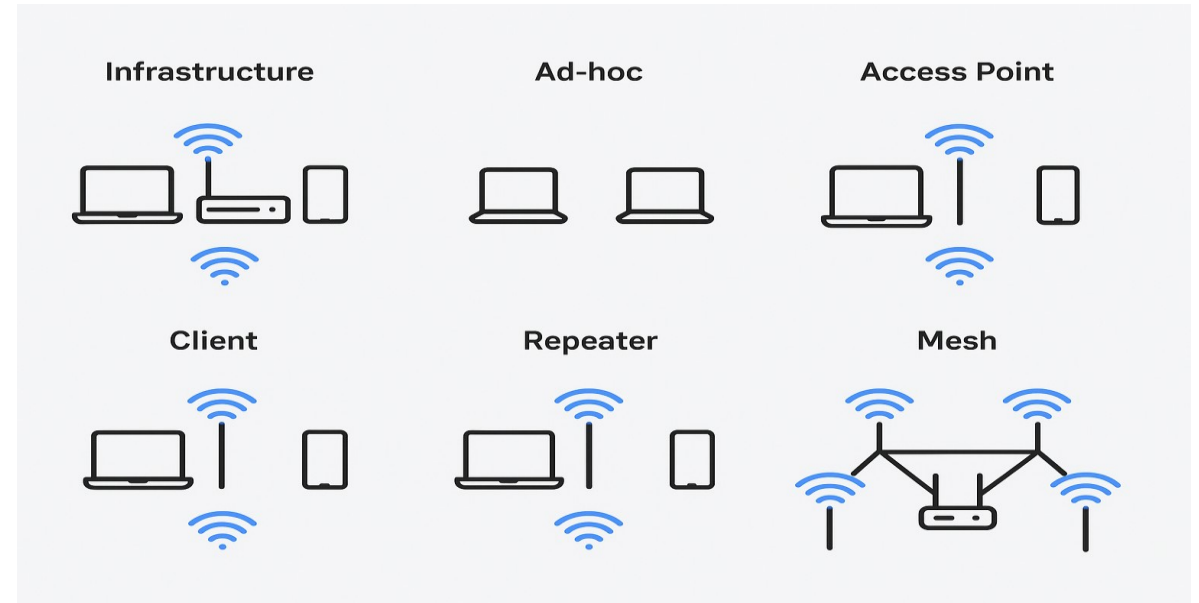 Infrastructure
Ad-hoc
Access Point
Client
Repeater
Mesh